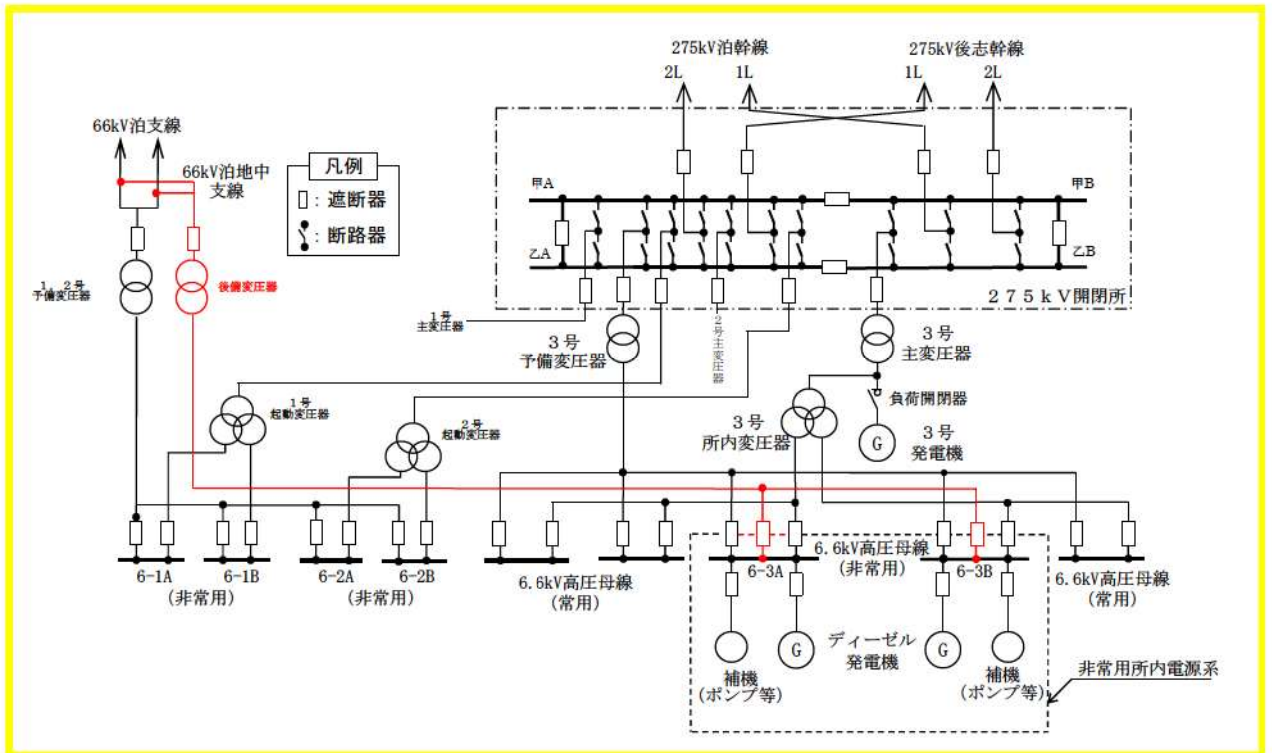 275kV泊幹線
275kV後志幹線
2L
1L
1L
2L
66kV泊支線
66kV泊地中
支線
凡例
：遮断器
：断路器
甲A
甲B
乙A
乙B
275kV開閉所
1，2号
予備変圧器
後備変圧器
1号
主変圧器
3号
予備変圧器
2号主変圧器
3号
主変圧器
負荷開閉器
1号
起動変圧器
2号
起動変圧器
3号
所内変圧器
G
3号
発電機
6-1A
6-1B
(非常用)
6-2A
6-2B
(非常用)
6.6kV高圧母線
(常用)
6.6kV高圧母線
(非常用)
6-3A
6-3B
6.6kV高圧母線
(常用)
G
ディーゼル
発電機
G
補機
(ポンプ等)
補機
(ポンプ等)
非常用所内電源系